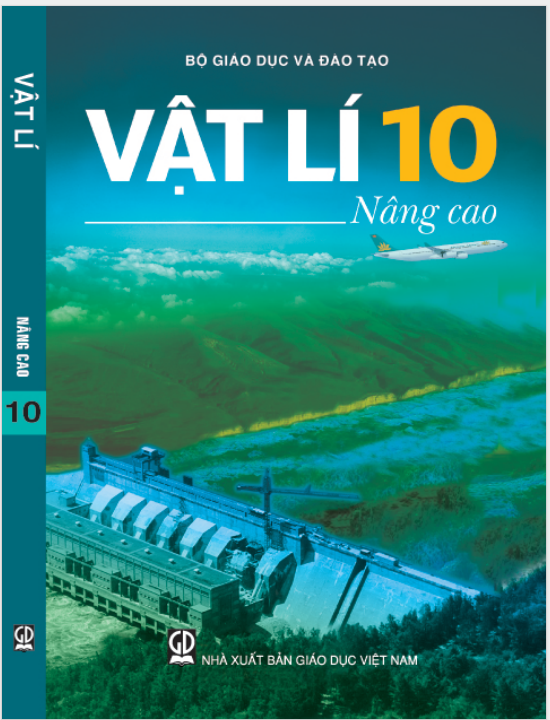 VẬT LÍ
NÂNG CAO
10
GD
BỘ GIÁO DỤC VÀ ĐÀO TẠO
VẬT LÍ 10
Nâng cao
GD
NHÀ XUẤT BẢN GIÁO DỤC VIỆT NAM